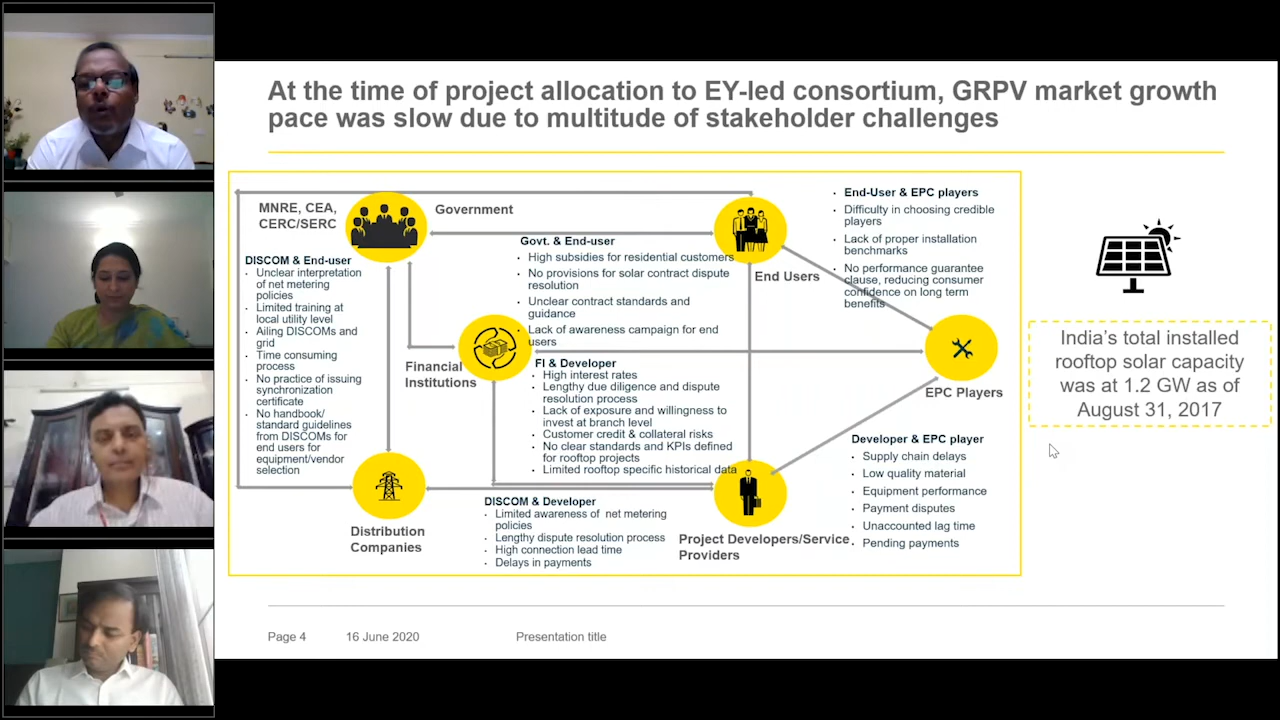 At the time of project allocation to EY-led consortium, GRPV market growth
pace was slow due to multitude of stakeholder challenges
MNRE, CEA,
CERC/SERC
Government
DISCOM & End-user
• Unclear interpretation
of net metering
policies
• Limited training at
local utility level
• Ailing DISCOMs and
grid
• Time consuming
process
• No practice of issuing
synchronization
certificate
• No handbook/
standard guidelines
from DISCOMs for
end users for
equipment/vendor
selection
Govt. & End-user
• High subsidies for residential customers
• No provisions for solar contract dispute
resolution
• Unclear contract standards and
guidance
• Lack of awareness campaign for end
users
End Users
• End-User & EPC players
• Difficulty in choosing credible
players
• Lack of proper installation
benchmarks
• No performance guarantee
clause, reducing consumer
confidence on long term
benefits
Financial
Institutions
FI & Developer
• High interest rates
• Lengthy due diligence and dispute
resolution process
• Lack of exposure and willingness to
invest at branch level
• Customer credit & collateral risks
• No clear standards and KPIs defined
for rooftop projects
• Limited rooftop specific historical data
EPC Players
Distribution
Companies
DISCOM & Developer
• Limited awareness of net metering
policies
• Lengthy dispute resolution process
• High connection lead time
• Delays in payments
Project Developers/Service
Providers
Developer & EPC player
• Supply chain delays
• Low quality material
• Equipment performance
• Payment disputes
• Unaccounted lag time
• Pending payments
India's total installed
rooftop solar capacity
was at 1.2 GW as of
August 31, 2017
Page 4 16 June 2020 Presentation title